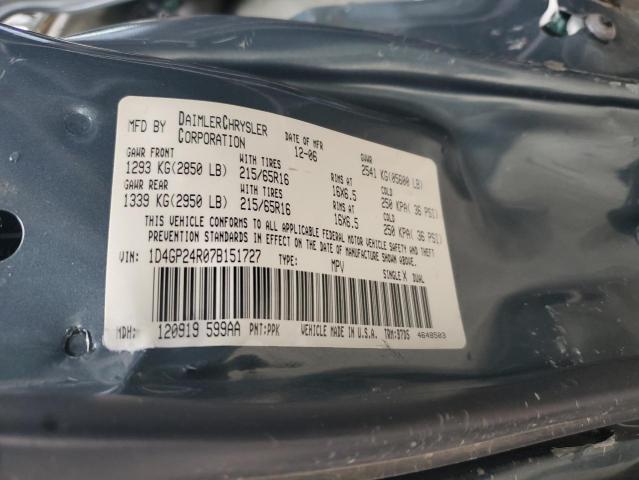 MFD BY DAIMLERCHRYSLER CORPORATION DATE OF MFR 12-06 GVWR 2541 KG(05600 LB)
GAWR FRONT WITH TIRES RIMS AT COLD
1293 KG(2850 LB) 215/65R16 16X6.5 250 KPA( 36 PSI)
GAWR REAR WITH TIRES RIMS AT COLD
1339 KG(2950 LB) 215/65R16 16X6.5 250 KPA( 36 PSI)
THIS VEHICLE CONFORMS TO ALL APPLICABLE FEDERAL MOTOR VEHICLE SAFETY AND THEFT
PREVENTION STANDARDS IN EFFECT ON THE DATE OF MANUFACTURE SHOWN ABOVE.
VIN: 1D4GP24R07B151727 TYPE: MPV SINGLE X DUAL
MDH: 120919 599AA PNT:PPK VEHICLE MADE IN U.S.A. TRM:37D5 4648503